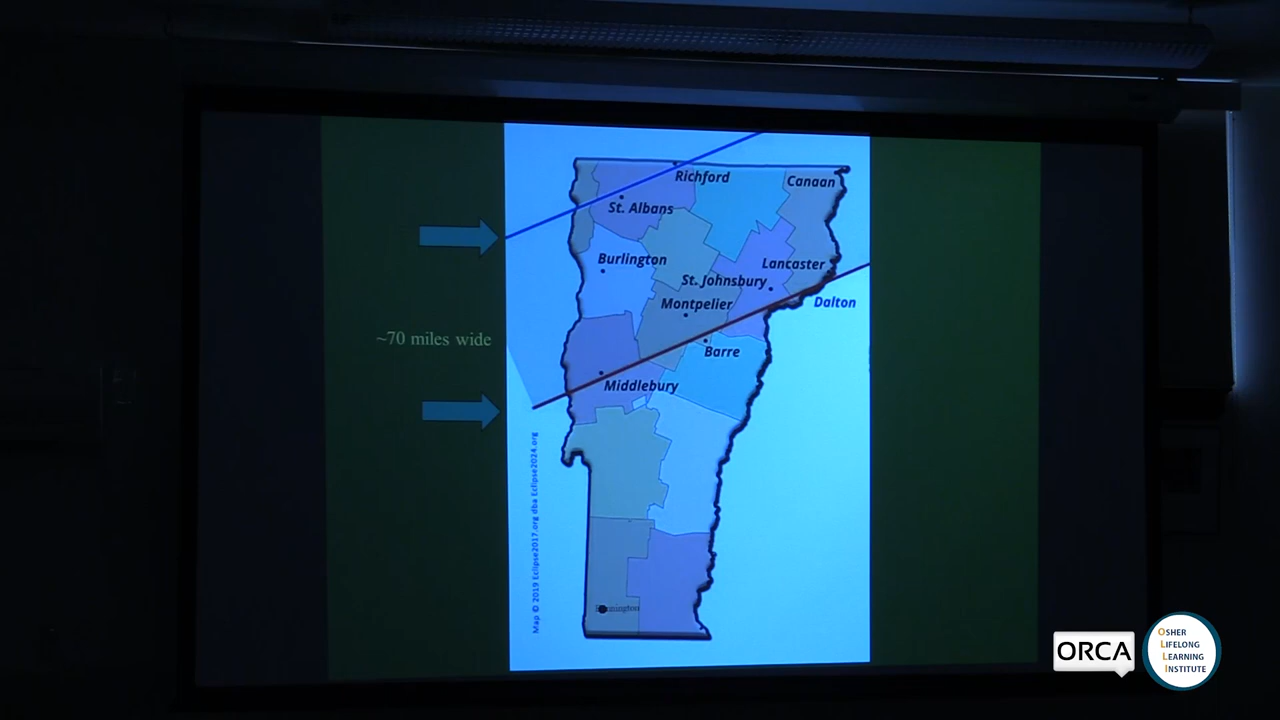 Richford
Canaan
St. Albans
Burlington
Lancaster
St. Johnsbury
Montpelier
Dalton
~70 miles wide
Barre
Middlebury
Map © 2019 Eclipse2017.org dba Eclipse2024.org
ORCA
OSHER
LIFELONG
LEARNING
INSTITUTE